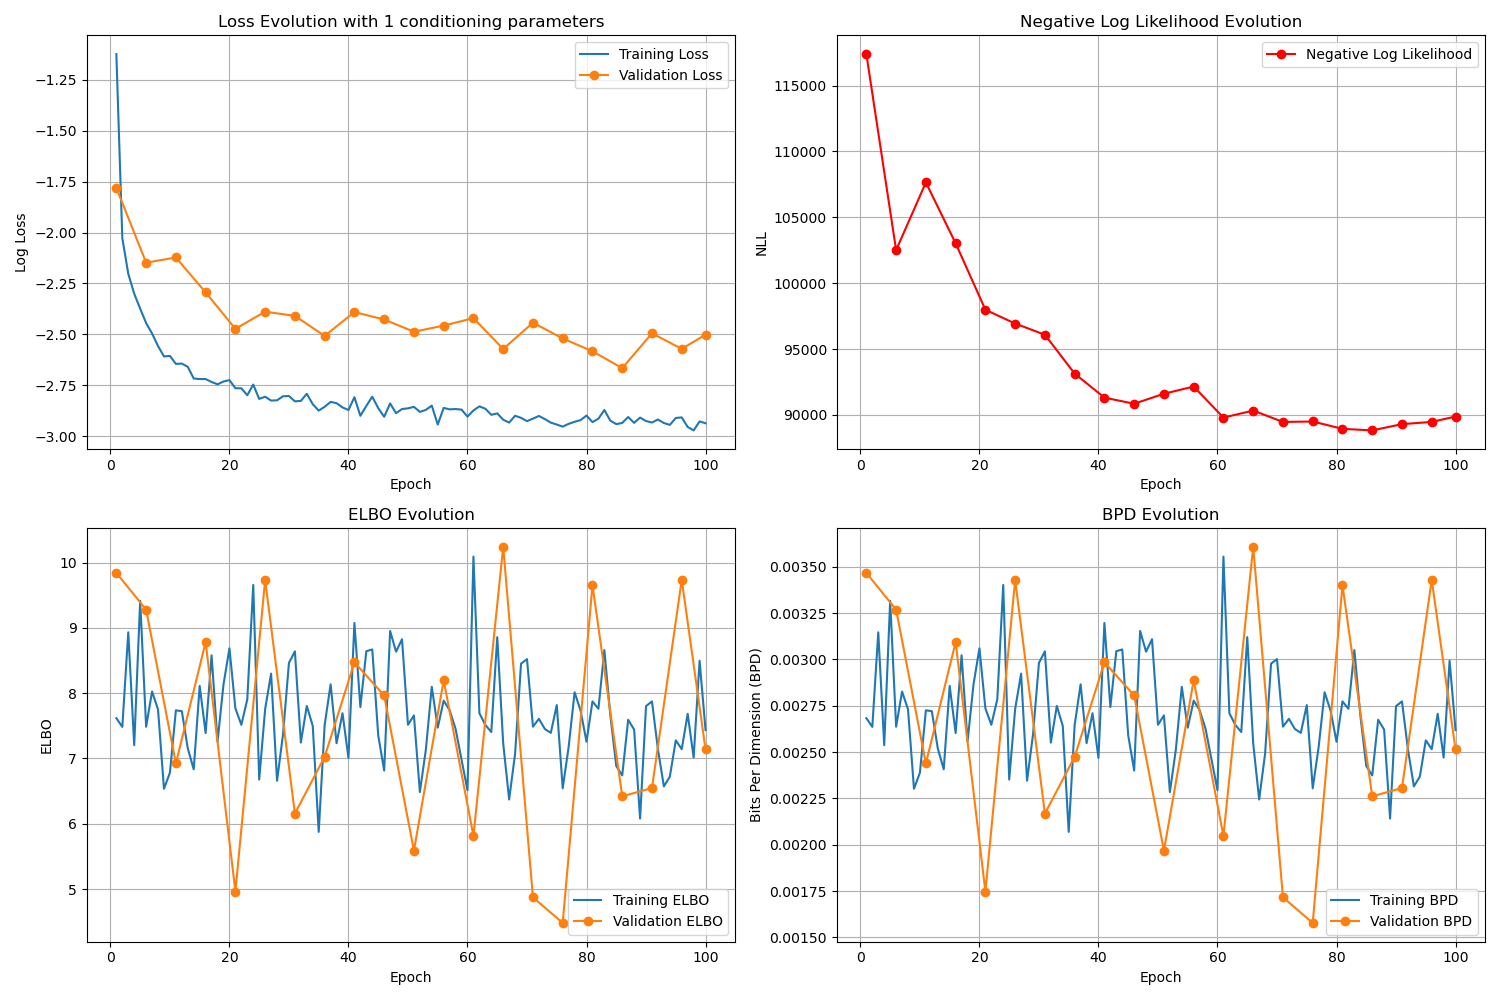 Loss Evolution with 1 conditioning parameters
Training Loss
Validation Loss
Log Loss
−1.25
−1.50
−1.75
−2.00
−2.25
−2.50
−2.75
−3.00
0 20 40 60 80 100
Epoch
Negative Log Likelihood Evolution
Negative Log Likelihood
NLL
115000
110000
105000
100000
95000
90000
0 20 40 60 80 100
Epoch
ELBO Evolution
ELBO
10
9
8
7
6
5
Training ELBO
Validation ELBO
0 20 40 60 80 100
Epoch
BPD Evolution
Bits Per Dimension (BPD)
0.00350
0.00325
0.00300
0.00275
0.00250
0.00225
0.00200
0.00175
0.00150
Training BPD
Validation BPD
0 20 40 60 80 100
Epoch